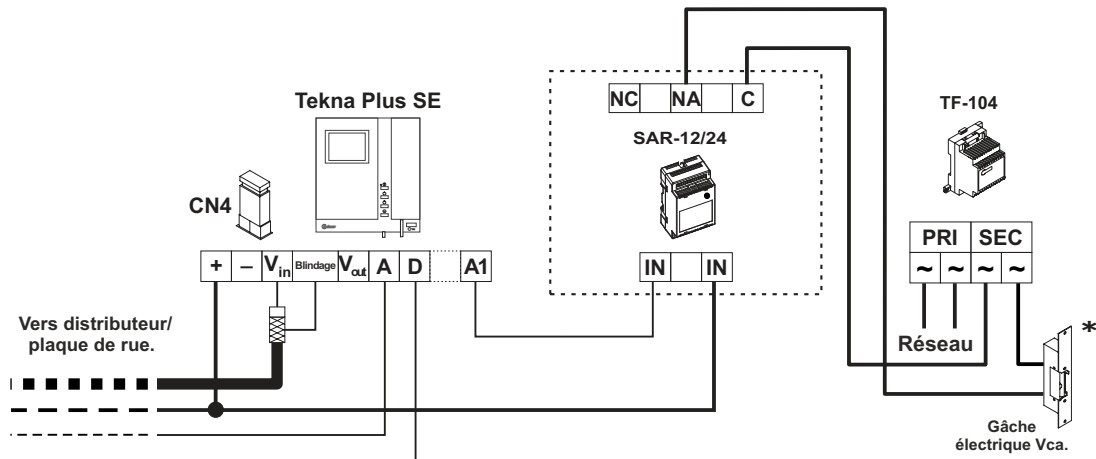 NC NA C
Tekna Plus SE
TF-104
SAR-12/24
CN4
PRI SEC
+ – Vin Blindage Vout A D A1
IN IN
~ ~ ~ ~
Vers distributeur/
plaque de rue.
Réseau
*
Gâche
électrique Vca.